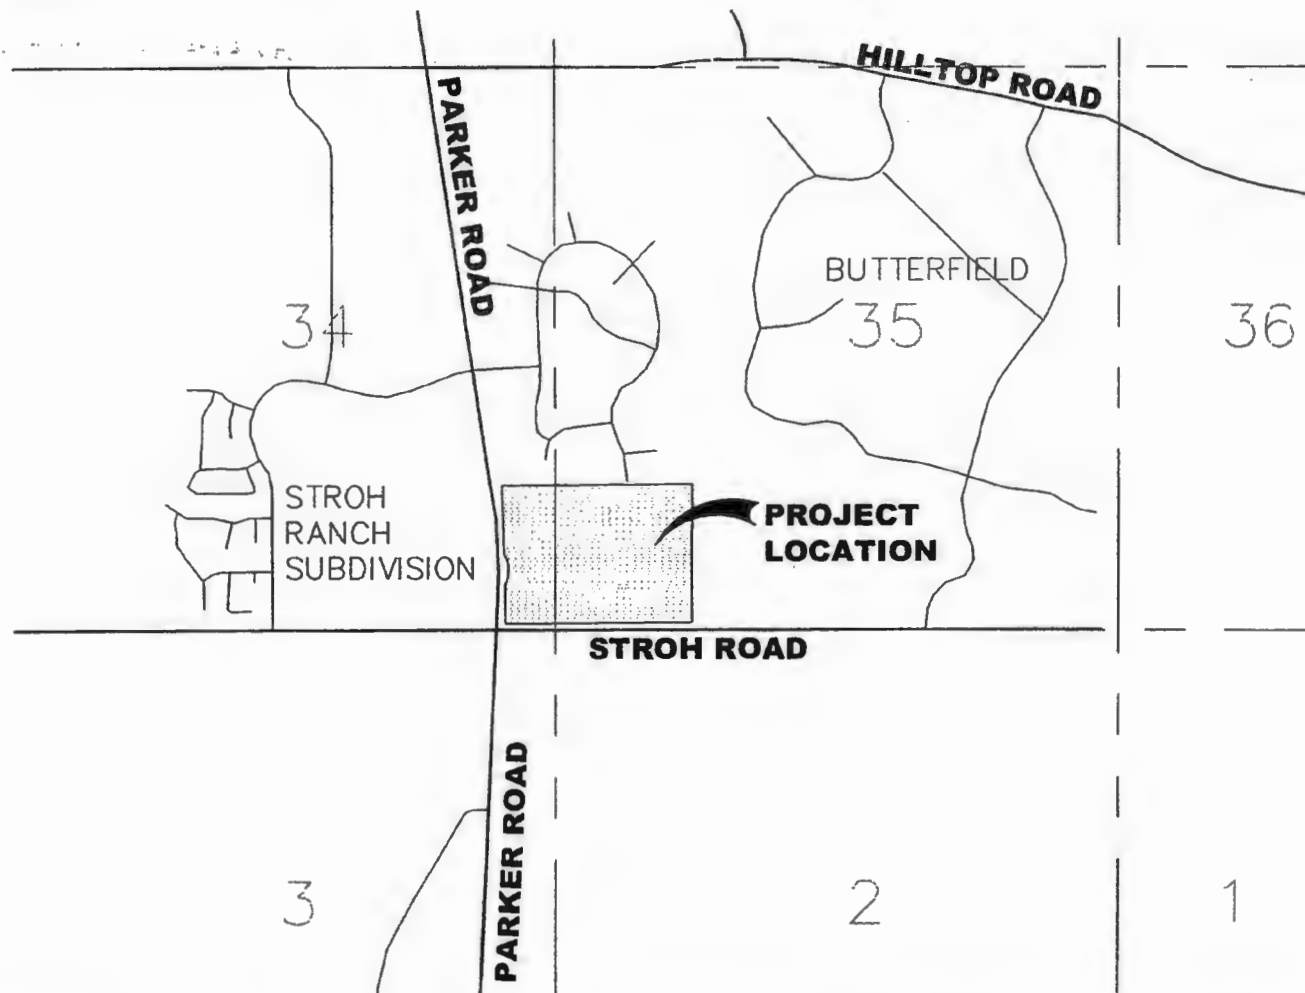 HILLTOP ROAD
PARKER ROAD
BUTTERFIELD
34
35
36
STROH
RANCH
SUBDIVISION
PROJECT
LOCATION
STROH ROAD
PARKER ROAD
3
2
1